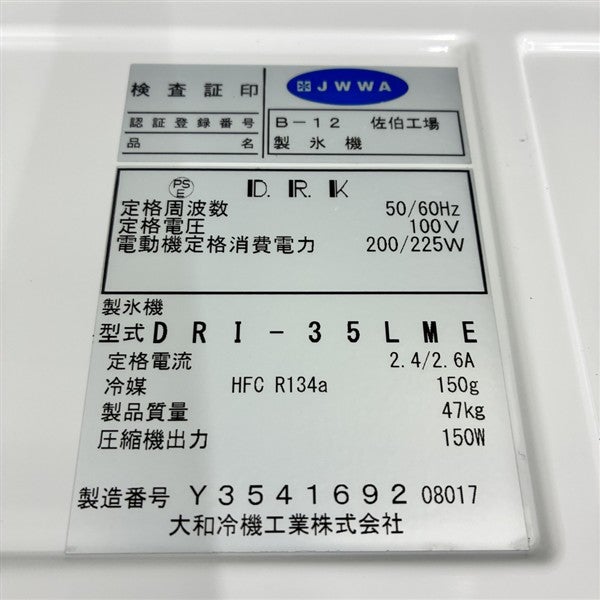 検査証印 JWWA
認証登録番号 B-12 佐伯工場
品名 製氷機
PSE D.R.K
定格周波数 50/60Hz
定格電圧 100V
電動機定格消費電力 200/225W
製氷機
型式 DRI-35LME
定格電流 2.4/2.6A
冷媒 HFC R134a 150g
製品質量 47kg
圧縮機出力 150W
製造番号 Y3541692 08017
大和冷機工業株式会社